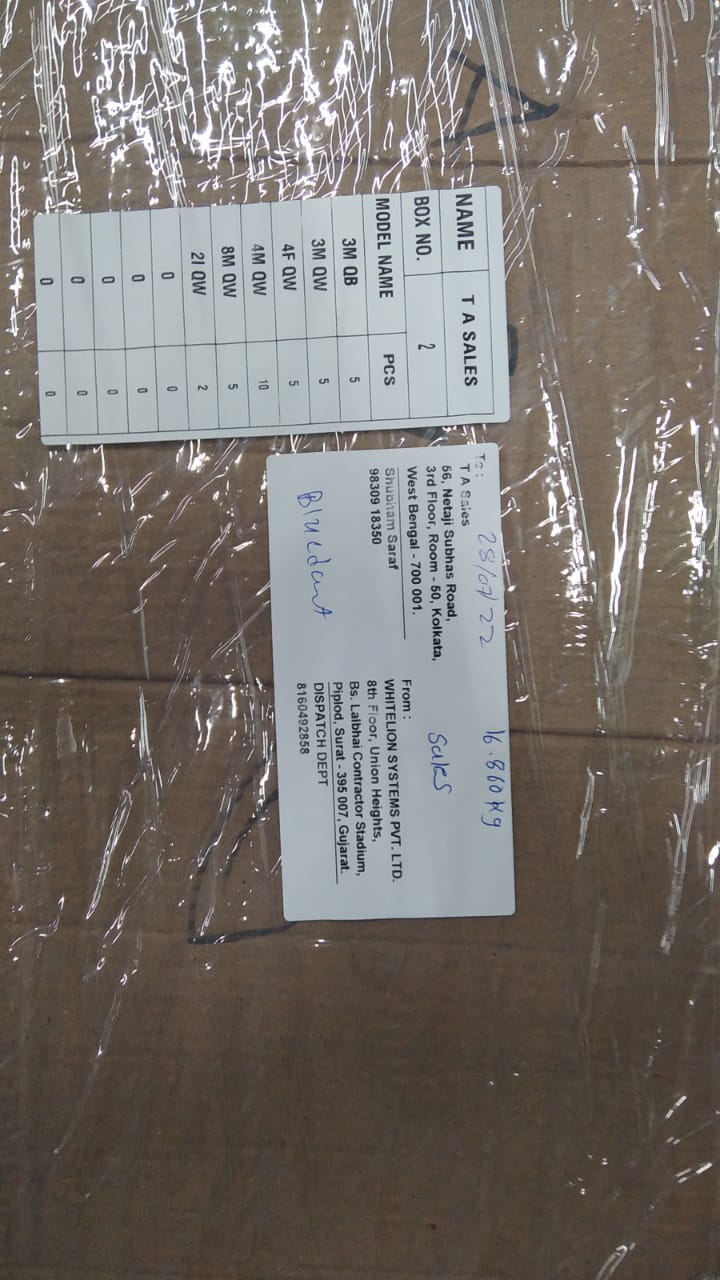 NAME T A SALES
BOX NO. 2
MODEL NAME PCS
3M QB 5
3M QW 5
4F QW 5
4M QW 10
8M QW 5
2I QW 2
0 0
0 0
0 0
0 0
0 0
28/07/22 16.860 kg
To :
T A Sales
56, Netaji Subhas Road,
3rd Floor, Room - 50, Kolkata,
West Bengal - 700 001.
Shubham Saraf
98309 18350
Bluedart
Sales
From :
WHITELION SYSTEMS PVT. LTD.
8th Floor, Union Heights,
Bs. Lalbhai Contractor Stadium,
Piplod, Surat - 395 007, Gujarat.
DISPATCH DEPT
8160492858